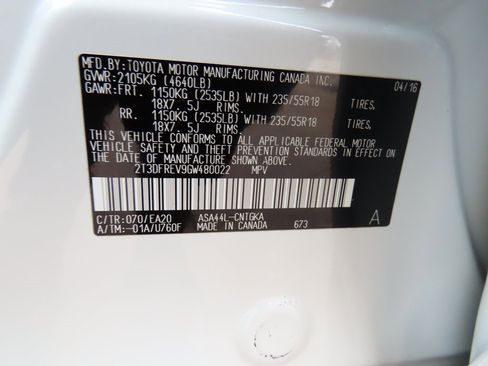 MFD.BY: TOYOTA MOTOR MANUFACTURING CANADA INC. 04/16
GVWR: 2105KG (4640LB)
GAWR: FRT. 1150KG (2535LB) WITH 235/55R18 TIRES,
18X7.5J RIMS,
RR. 1150KG (2535LB) WITH 235/55R18 TIRES,
18X7.5J RIMS.
THIS VEHICLE CONFORMS TO ALL APPLICABLE FEDERAL MOTOR
VEHICLE SAFETY AND THEFT PREVENTION STANDARDS IN EFFECT ON
THE DATE OF MANUFACTURE SHOWN ABOVE.
2T3DFREV9GW480022 MPV
C/TR: 070/EA20 ASA44L-CNTGKA A
A/TM: -01A/U760F MADE IN CANADA 673